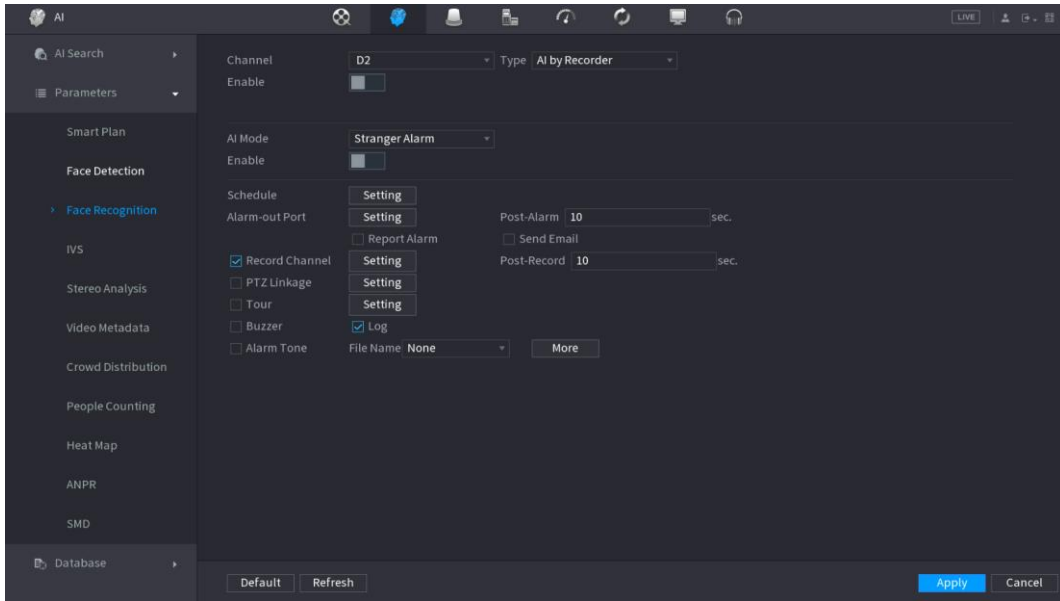 AI
LIVE
AI Search
Parameters
Smart Plan
Face Detection
Face Recognition
IVS
Stereo Analysis
Video Metadata
Crowd Distribution
People Counting
Heat Map
ANPR
SMD
Database
Channel D2 Type AI by Recorder
Enable
AI Mode Stranger Alarm
Enable
Schedule Setting
Alarm-out Port Setting Post-Alarm 10 sec.
Report Alarm Send Email
Record Channel Setting Post-Record 10 sec.
PTZ Linkage Setting
Tour Setting
Buzzer Log
Alarm Tone File Name None More
Default Refresh Apply Cancel